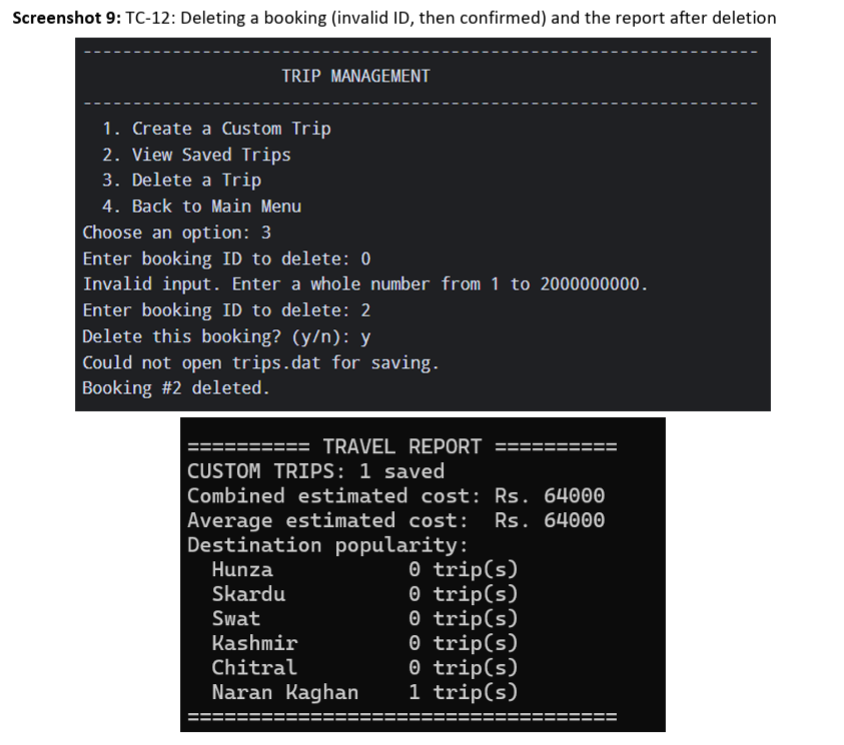 Screenshot 9: TC-12: Deleting a booking (invalid ID, then confirmed) and the report after deletion
--------------------------------------------------------------------
TRIP MANAGEMENT
--------------------------------------------------------------------
1. Create a Custom Trip
2. View Saved Trips
3. Delete a Trip
4. Back to Main Menu
Choose an option: 3
Enter booking ID to delete: 0
Invalid input. Enter a whole number from 1 to 2000000000.
Enter booking ID to delete: 2
Delete this booking? (y/n): y
Could not open trips.dat for saving.
Booking #2 deleted.
========== TRAVEL REPORT ==========
CUSTOM TRIPS: 1 saved
Combined estimated cost: Rs. 64000
Average estimated cost:  Rs. 64000
Destination popularity:
Hunza 0 trip(s)
Skardu 0 trip(s)
Swat 0 trip(s)
Kashmir 0 trip(s)
Chitral 0 trip(s)
Naran Kaghan 1 trip(s)
===================================